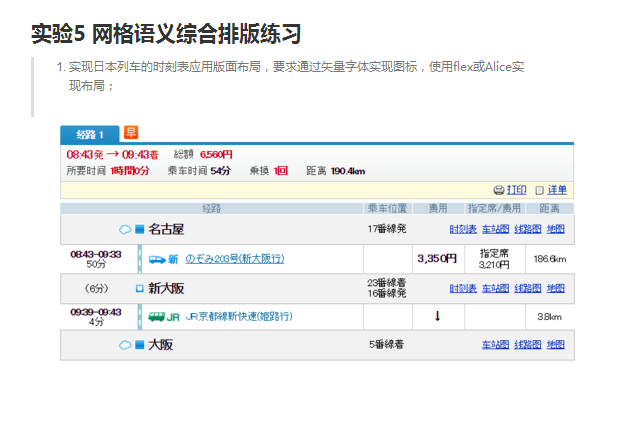 实验5 网格语义综合排版练习
1. 实现日本列车的时刻表应用版面布局，要求通过矢量字体实现图标，使用flex或Alice实
现布局；
経路 1 早
08:43発 → 09:43着 総額 6,560円
所要时间 1時間0分 乗车时间 54分 乗换 1回 距离 190.4km
打印 详单
経路 乗车位置 费用 指定席/费用 距离
名古屋 17番線発 时刻表 车站图 线路图 地图
08:43-09:33 新 のぞみ203号(新大阪行) 3,350円 指定席 186.6km
50分 3,210円
23番線着
（6分） 新大阪 时刻表 车站图 线路图 地图
16番線発
09:39-09:43 JR JR京都線新快速(姫路行) ↓ 3.8km
4分
大阪 5番線着 车站图 线路图 地图